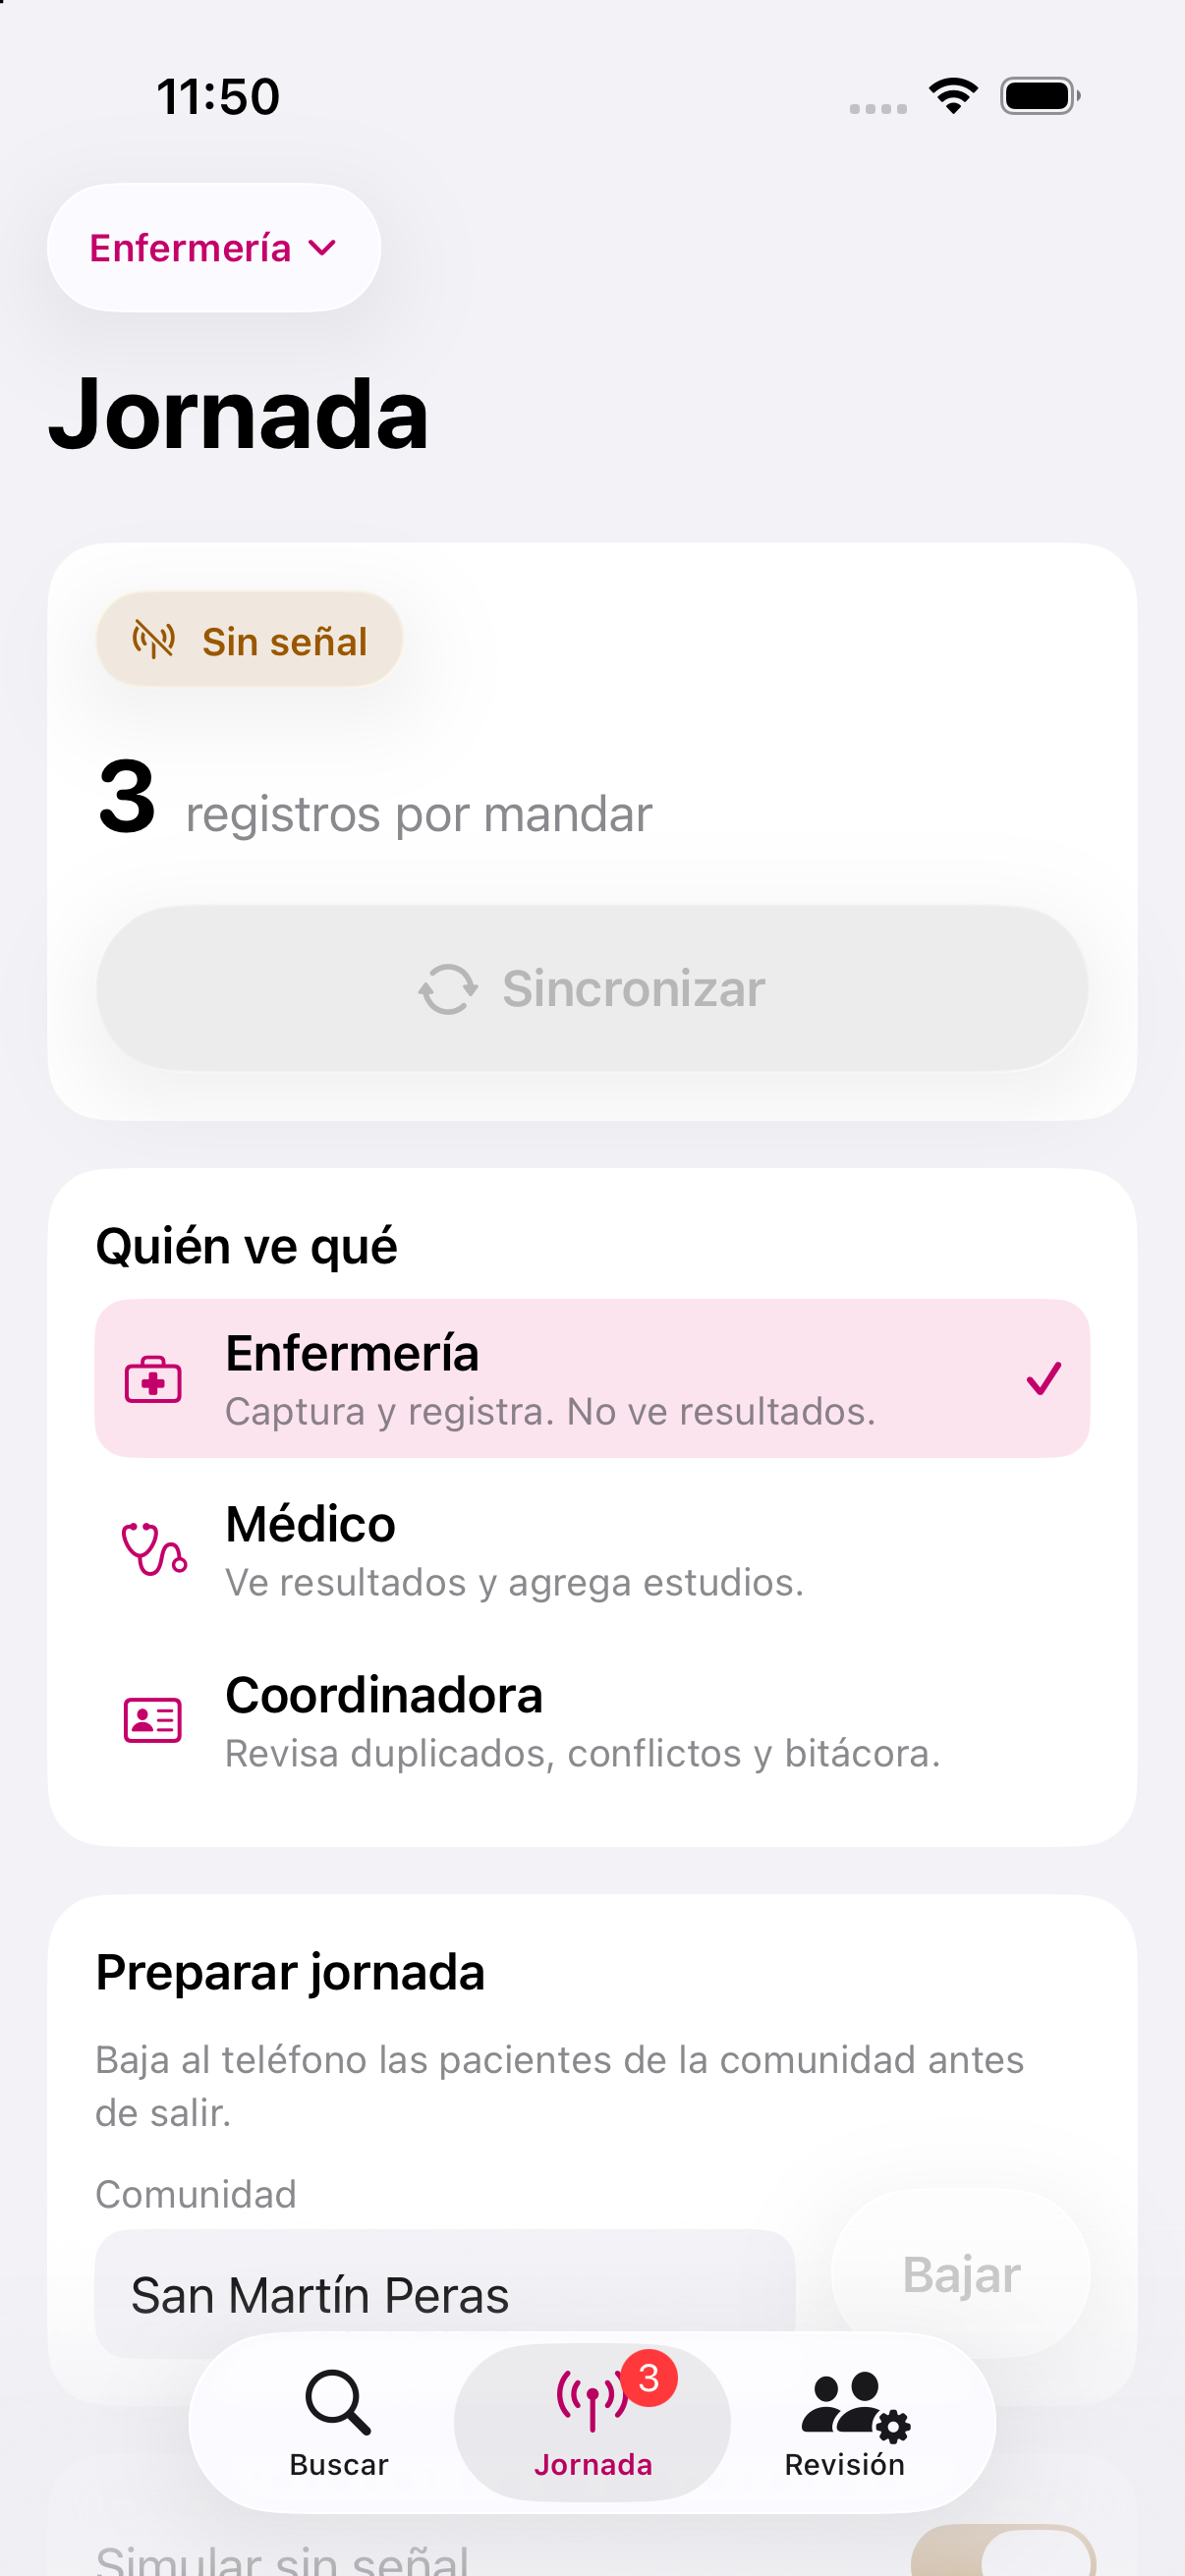 11:50
Enfermería
Jornada
Sin señal
3 registros por mandar
Sincronizar
Quién ve qué
Enfermería
Captura y registra. No ve resultados.
Médico
Ve resultados y agrega estudios.
Coordinadora
Revisa duplicados, conflictos y bitácora.
Preparar jornada
Baja al teléfono las pacientes de la comunidad antes
de salir.
Comunidad
San Martín Peras
Bajar
3
Buscar
Jornada
Revisión
Simular sin señal